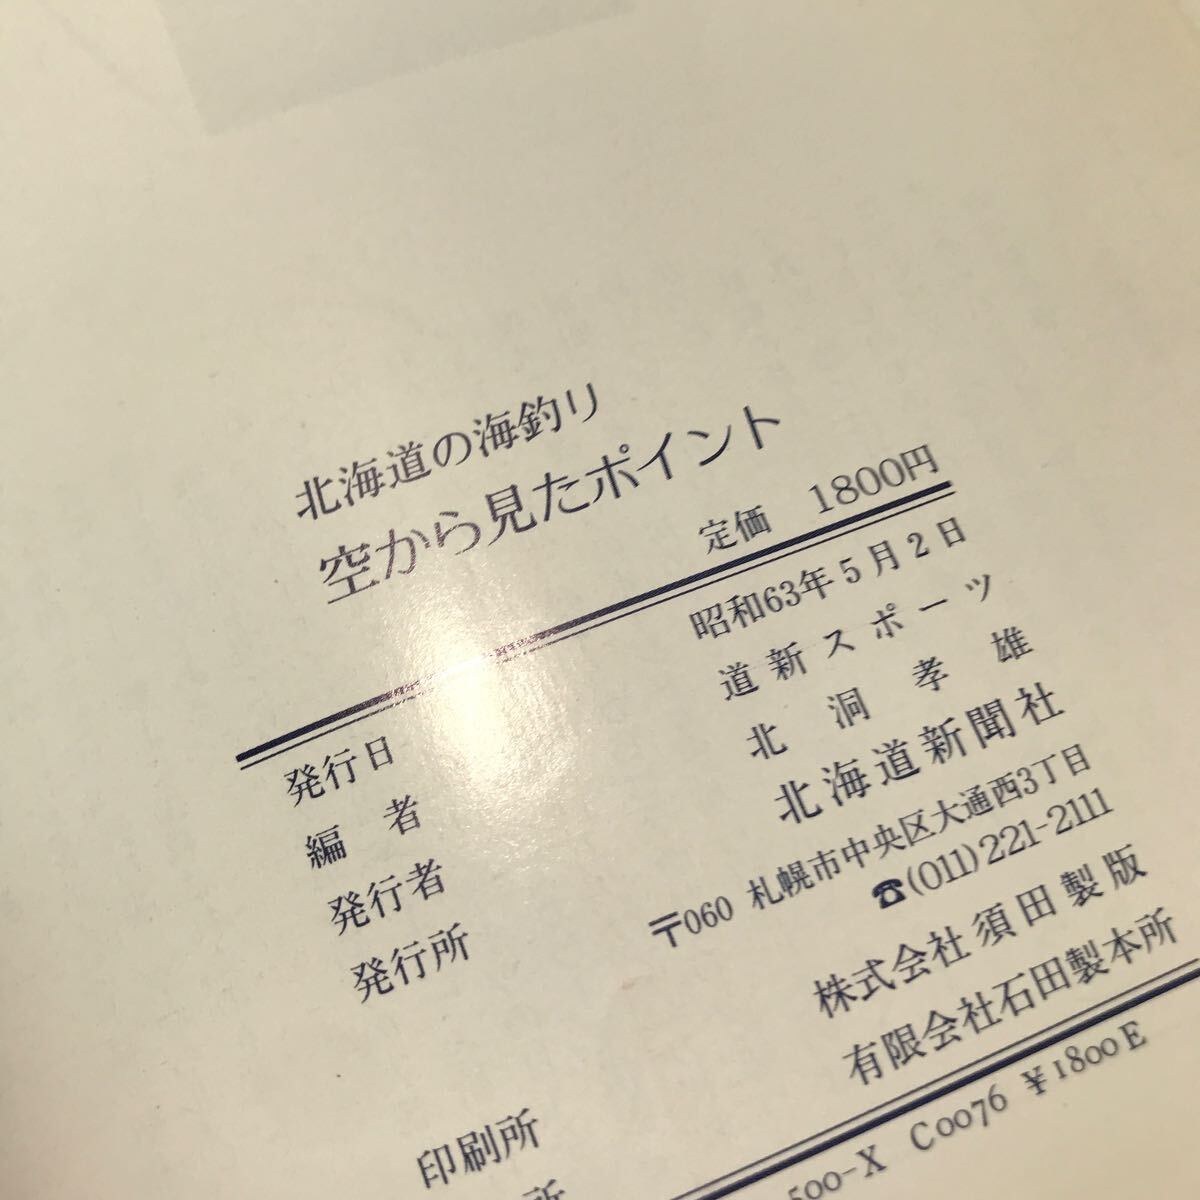 北海道の海釣り
空から見たポイント
定価 1800円
発行日 昭和63年5月2日
編者 道新スポーツ
発行者 北洞孝雄
発行所 北海道新聞社
〒060 札幌市中央区大通西3丁目
☎(011)221-2111
印刷所 株式会社須田製版
所 有限会社石田製本所
500-X C0076 ¥1800E